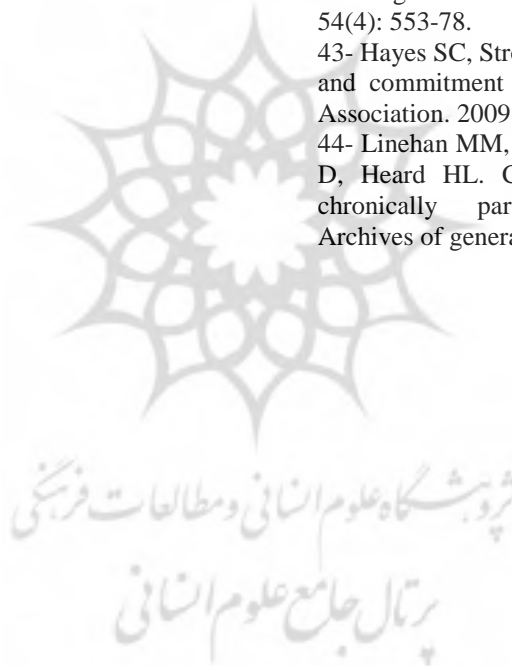 54(4): 553-78.
43- Hayes SC, Stro
and commitment
Association. 2009
44- Linehan MM,
D, Heard HL. C
chronically par
Archives of genera
پژوهشگاه علوم انسانی و مطالعات فرهنگی
پرتال جامع علوم انسانی